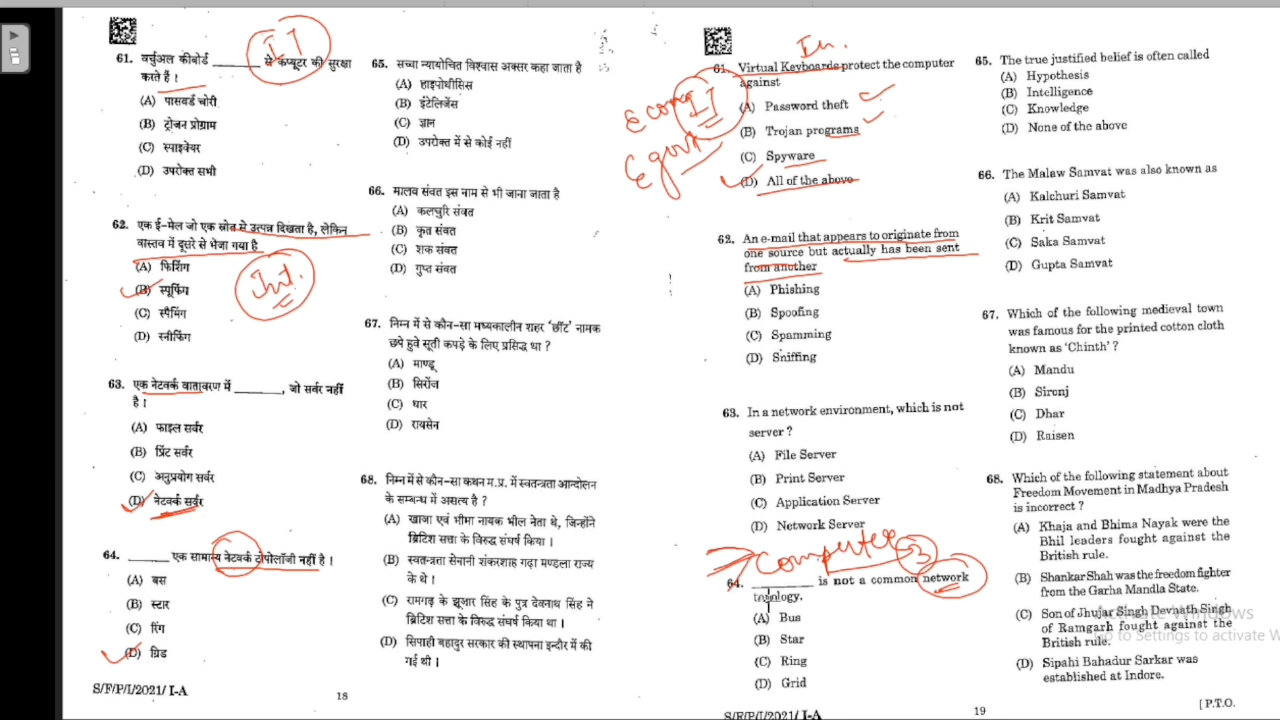 61. वर्चुअल कीबोर्ड ________ से कंप्यूटर की सुरक्षा
करते हैं ।
(A) पासवर्ड चोरी
(B) ट्रोजन प्रोग्राम
(C) स्पाइवेयर
(D) उपरोक्त सभी
62. एक ई-मेल जो एक स्रोत से उत्पन्न दिखता है, लेकिन
वास्तव में दूसरे से भेजा गया है
(A) फिशिंग
(B) स्पूफिंग
(C) स्पैमिंग
(D) स्नीफिंग
63. एक नेटवर्क वातावरण में ________, जो सर्वर नहीं
है ।
(A) फाइल सर्वर
(B) प्रिंट सर्वर
(C) अनुप्रयोग सर्वर
(D) नेटवर्क सर्वर
64. ________ एक सामान्य नेटवर्क टोपोलॉजी नहीं है ।
(A) बस
(B) स्टार
(C) रिंग
(D) ग्रिड
S/F/P/I/2021/ I-A
18
65. सच्चा न्यायोचित विश्वास अक्सर कहा जाता है
(A) हाइपोथीसिस
(B) इंटेलिजेंस
(C) ज्ञान
(D) उपरोक्त में से कोई नहीं
66. मालव संवत इस नाम से भी जाना जाता है
(A) कलचुरि संवत
(B) कृत संवत
(C) शक संवत
(D) गुप्त संवत
67. निम्न में से कौन-सा मध्यकालीन शहर 'छींट' नामक
छपे हुवे सूती कपड़े के लिए प्रसिद्ध था ?
(A) माण्डू
(B) सिरोंज
(C) धार
(D) रायसेन
68. निम्न में से कौन-सा कथन म.प्र. में स्वतन्त्रता आन्दोलन
के सम्बन्ध में असत्य है ?
(A) खाजा एवं भीमा नायक भील नेता थे, जिन्होंने
ब्रिटिश सत्ता के विरुद्ध संघर्ष किया ।
(B) स्वतन्त्रता सेनानी शंकरशाह गढ़ा मण्डला राज्य
के थे ।
(C) रामगढ़ के झूआर सिंह के पुत्र देवनाथ सिंह ने
ब्रिटिश सत्ता के विरुद्ध संघर्ष किया था ।
(D) सिपाही बहादुर सरकार की स्थापना इन्दौर में की
गई थी ।
61. Virtual Keyboards protect the computer
against
(A) Password theft
(B) Trojan programs
(C) Spyware
(D) All of the above
62. An e-mail that appears to originate from
one source but actually has been sent
from another
(A) Phishing
(B) Spoofing
(C) Spamming
(D) Sniffing
63. In a network environment, which is not
server ?
(A) File Server
(B) Print Server
(C) Application Server
(D) Network Server
Computer 3
64. ________ is not a common network
topology.
(A) Bus
(B) Star
(C) Ring
(D) Grid
S/F/P/I/2021/ I-A
19
65. The true justified belief is often called
(A) Hypothesis
(B) Intelligence
(C) Knowledge
(D) None of the above
66. The Malaw Samvat was also known as
(A) Kalchuri Samvat
(B) Krit Samvat
(C) Saka Samvat
(D) Gupta Samvat
67. Which of the following medieval town
was famous for the printed cotton cloth
known as 'Chinth' ?
(A) Mandu
(B) Sironj
(C) Dhar
(D) Raisen
68. Which of the following statement about
Freedom Movement in Madhya Pradesh
is incorrect ?
(A) Khaja and Bhima Nayak were the
Bhil leaders fought against the
British rule.
(B) Shankar Shah was the freedom fighter
from the Garha Mandla State.
(C) Son of Jhujar Singh Devnath Singh
of Ramgarh fought against the
British rule.
(D) Sipahi Bahadur Sarkar was
established at Indore.
[ P.T.O.
Activate Windows
Go to Settings to activate W